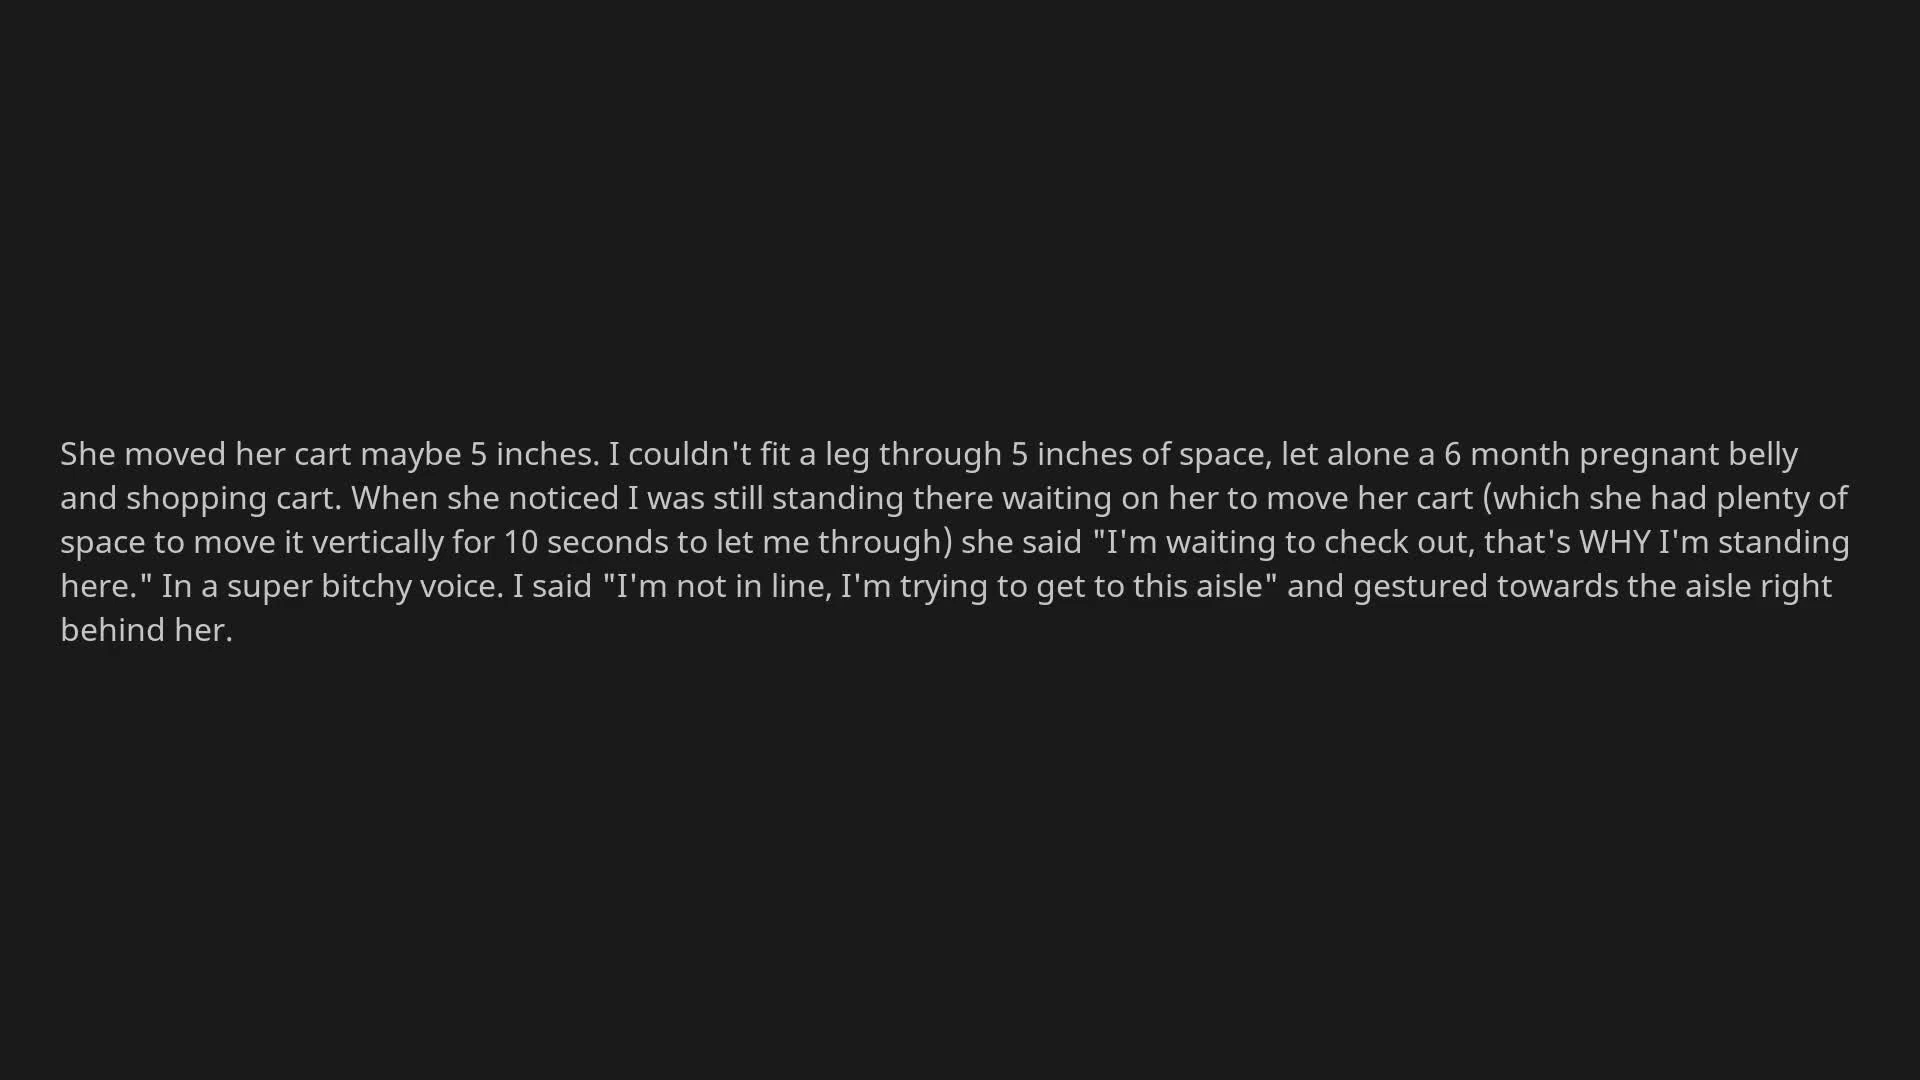 She moved her cart maybe 5 inches. I couldn't fit a leg through 5 inches of space, let alone a 6 month pregnant belly
and shopping cart. When she noticed I was still standing there waiting on her to move her cart (which she had plenty of
space to move it vertically for 10 seconds to let me through) she said "I'm waiting to check out, that's WHY I'm standing
here." In a super bitchy voice. I said "I'm not in line, I'm trying to get to this aisle" and gestured towards the aisle right
behind her.